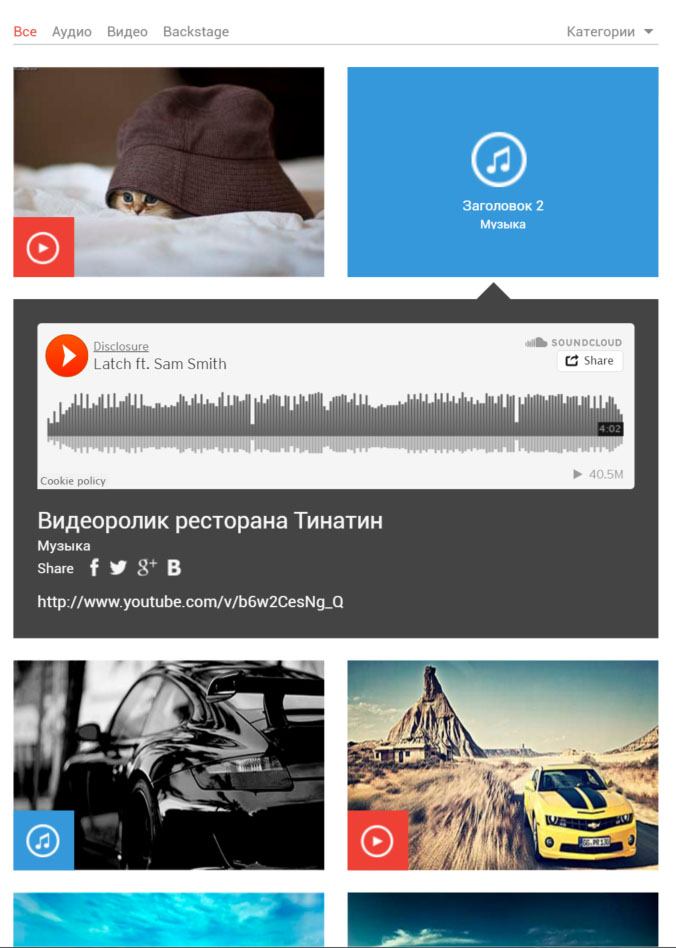 Все Аудио Видео Backstage Категории
Заголовок 2
Музыка
Disclosure
Latch ft. Sam Smith
SOUNDCLOUD
Share
4:02
40.5M
Cookie policy
Видеоролик ресторана Тинатин
Музыка
Share
http://www.youtube.com/v/b6w2CesNg_Q